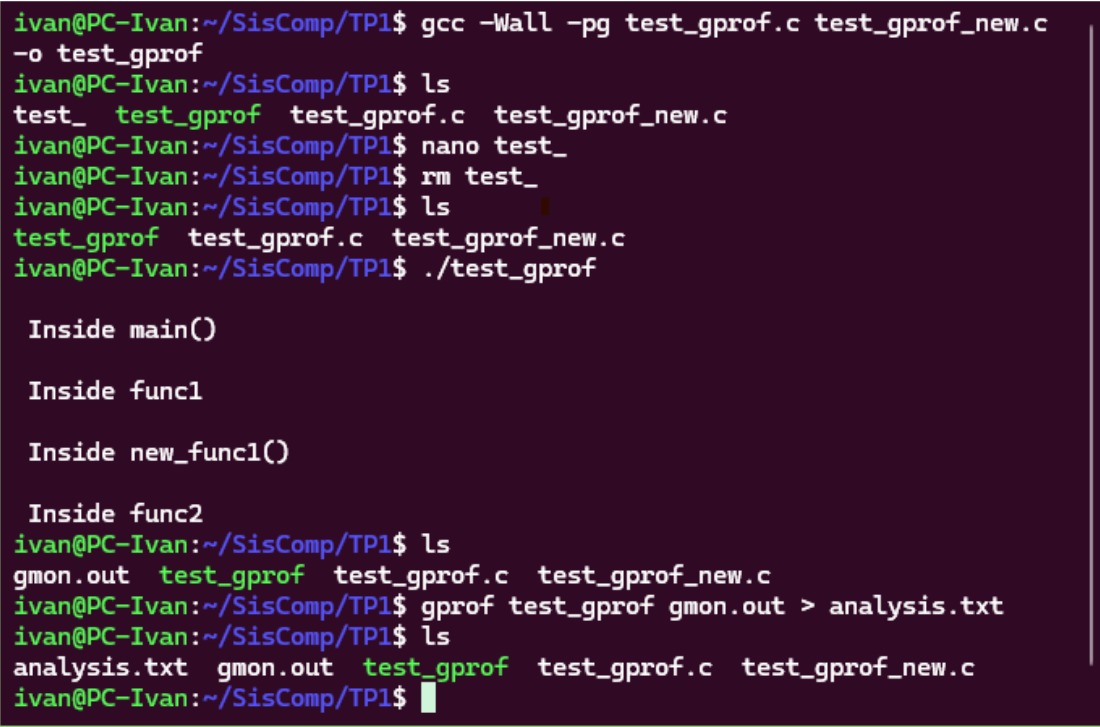 ivan@PC-Ivan:~/SisComp/TP1$ gcc -Wall -pg test_gprof.c test_gprof_new.c
-o test_gprof
ivan@PC-Ivan:~/SisComp/TP1$ ls
test_  test_gprof  test_gprof.c  test_gprof_new.c
ivan@PC-Ivan:~/SisComp/TP1$ nano test_
ivan@PC-Ivan:~/SisComp/TP1$ rm test_
ivan@PC-Ivan:~/SisComp/TP1$ ls
test_gprof  test_gprof.c  test_gprof_new.c
ivan@PC-Ivan:~/SisComp/TP1$ ./test_gprof
Inside main()
Inside func1
Inside new_func1()
Inside func2
ivan@PC-Ivan:~/SisComp/TP1$ ls
gmon.out  test_gprof  test_gprof.c  test_gprof_new.c
ivan@PC-Ivan:~/SisComp/TP1$ gprof test_gprof gmon.out > analysis.txt
ivan@PC-Ivan:~/SisComp/TP1$ ls
analysis.txt  gmon.out  test_gprof  test_gprof.c  test_gprof_new.c
ivan@PC-Ivan:~/SisComp/TP1$